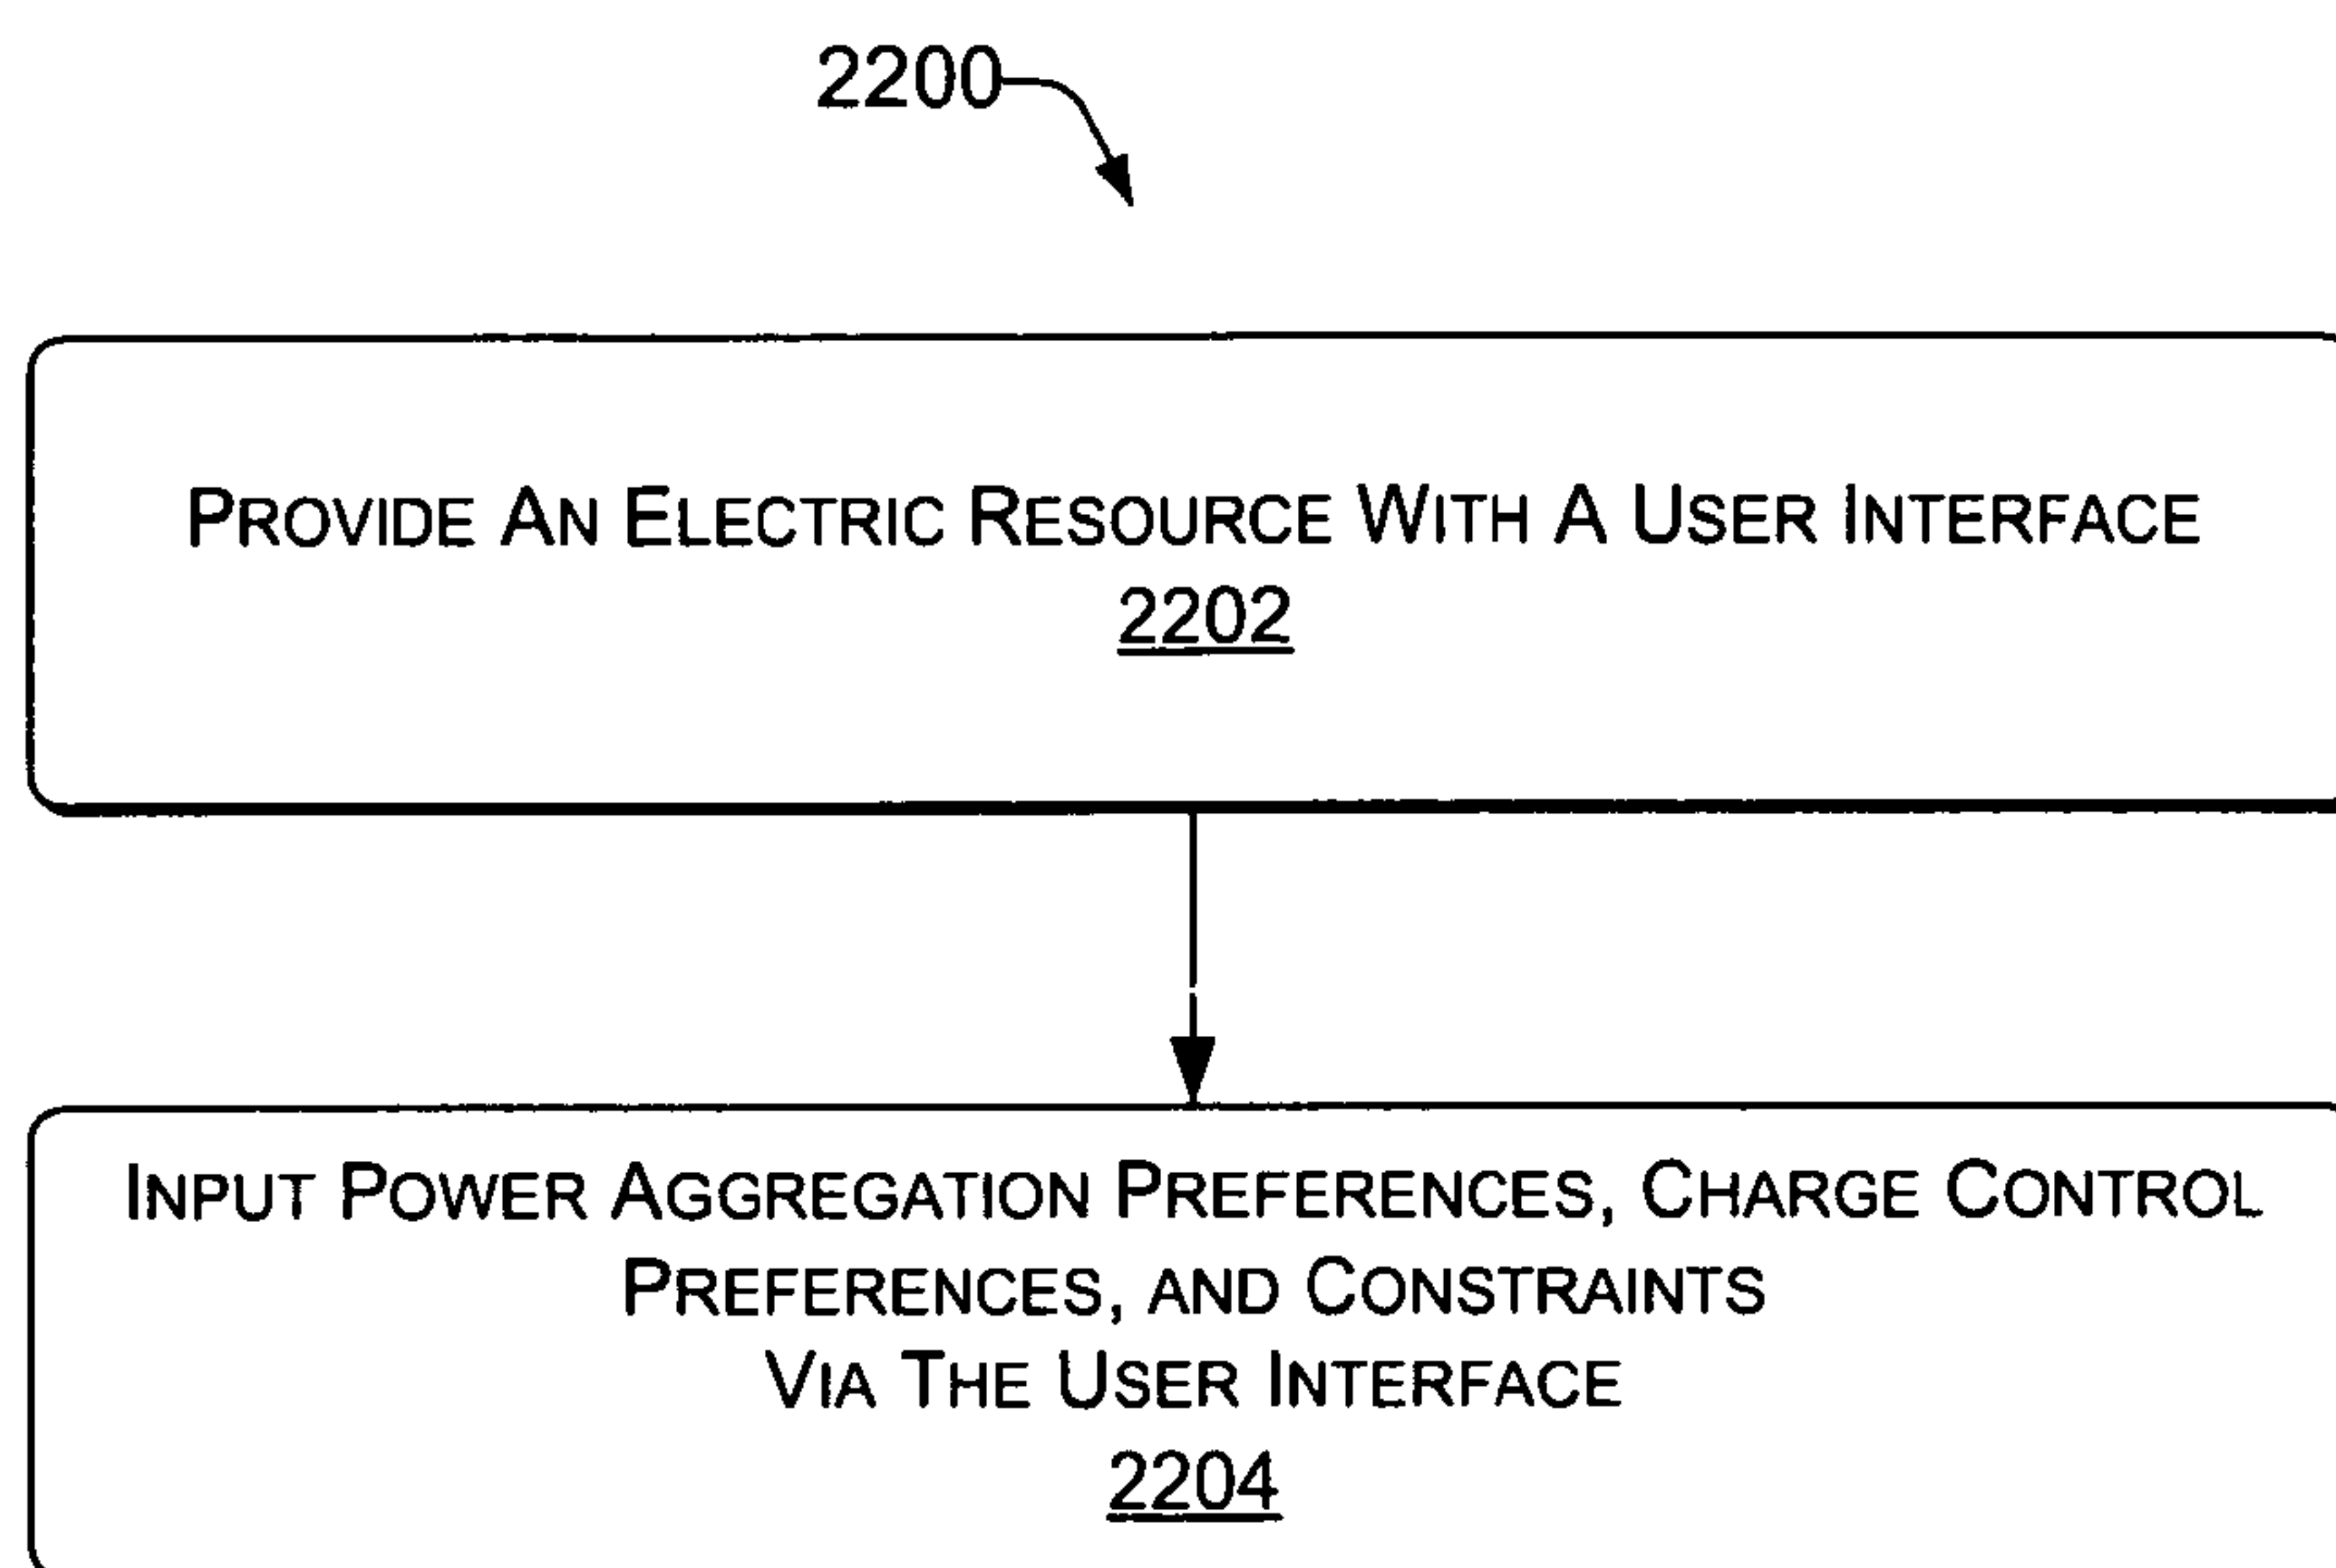 2200
PROVIDE AN ELECTRIC RESOURCE WITH A USER INTERFACE
2202
INPUT POWER AGGREGATION PREFERENCES, CHARGE CONTROL
PREFERENCES, AND CONSTRAINTS
VIA THE USER INTERFACE
2204